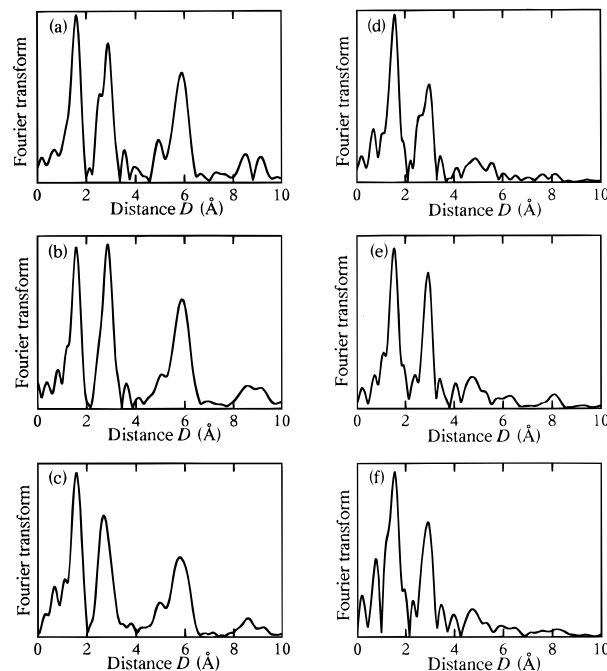 (a)
Fourier transform
0 2 4 6 8 10
Distance D (Å)
(d)
Fourier transform
0 2 4 6 8 10
Distance D (Å)
(b)
Fourier transform
0 2 4 6 8 10
Distance D (Å)
(e)
Fourier transform
0 2 4 6 8 10
Distance D (Å)
(c)
Fourier transform
0 2 4 6 8 10
Distance D (Å)
(f)
Fourier transform
0 2 4 6 8 10
Distance D (Å)